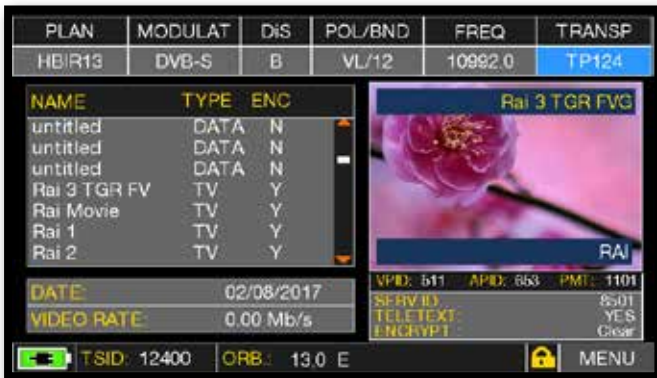 PLAN MODULAT DiS POL/BND FREQ TRANSP
HBIR13 DVB-S B VL/12 10992.0 TP124
NAME TYPE ENC
untitled DATA N
untitled DATA N
untitled DATA N
Rai 3 TGR FV TV Y
Rai Movie TV Y
Rai 1 TV Y
Rai 2 TV Y
Rai 3 TGR FVG
RAI
VPID: 511 APID: 653 PMT: 1101
SERV ID: 8501
TELETEXT: YES
ENCRYPT: Clear
DATE: 02/08/2017
VIDEO RATE: 0.00 Mb/s
TSID: 12400 ORB.: 13,0 E MENU